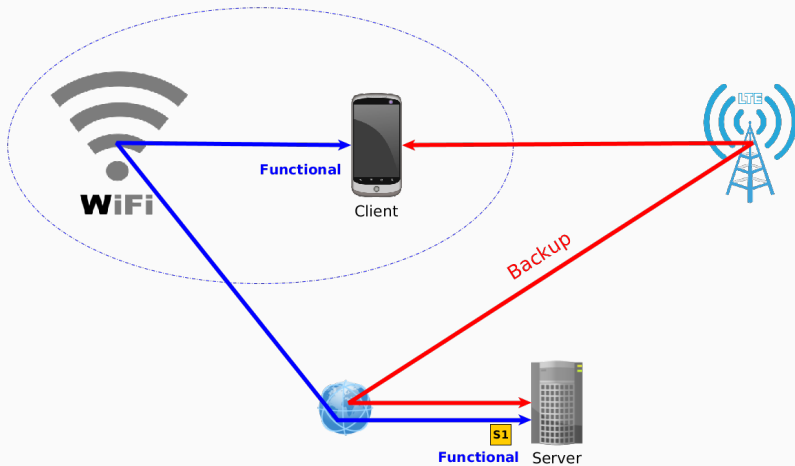 LTE
Functional
WiFi
Client
Backup
S1
Functional
Server